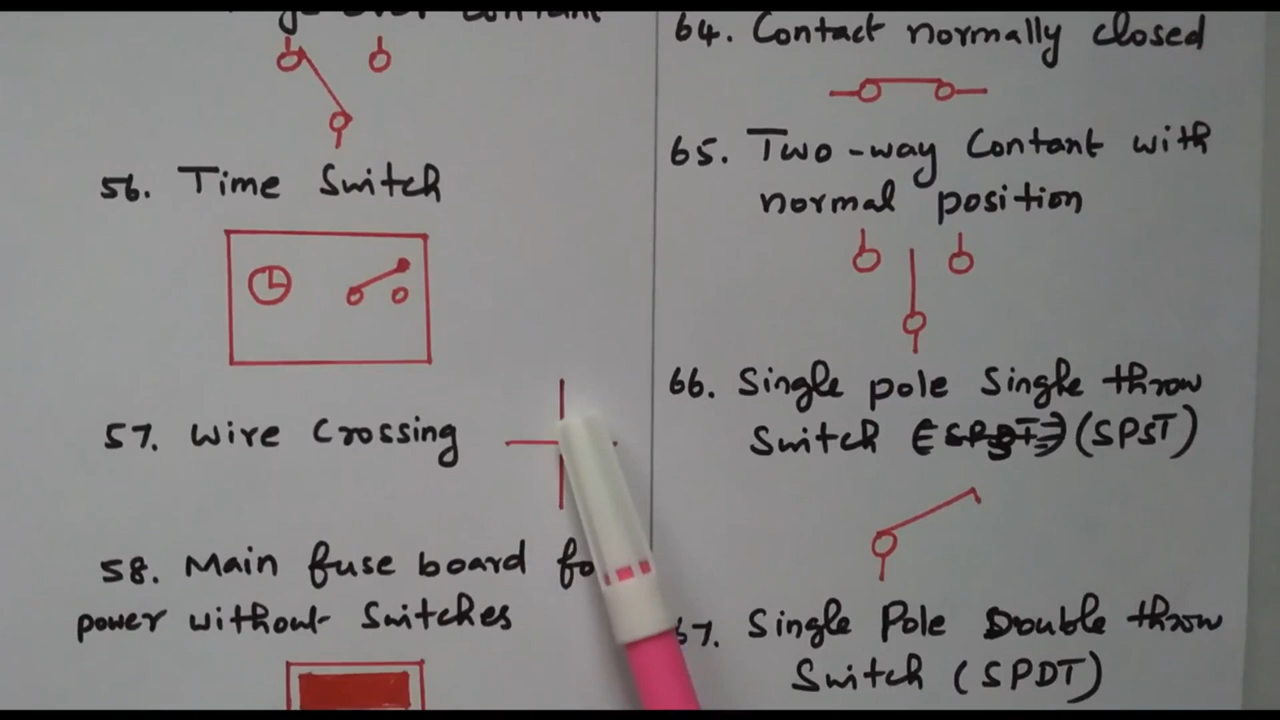 56. Time Switch
57. Wire Crossing
58. Main fuse board
power without Switches
64. Contact normally closed
65. Two-way Contant with
normal position
66. Single pole Single throw
Switch (SPST)
67. Single Pole Double throw
Switch (SPDT)